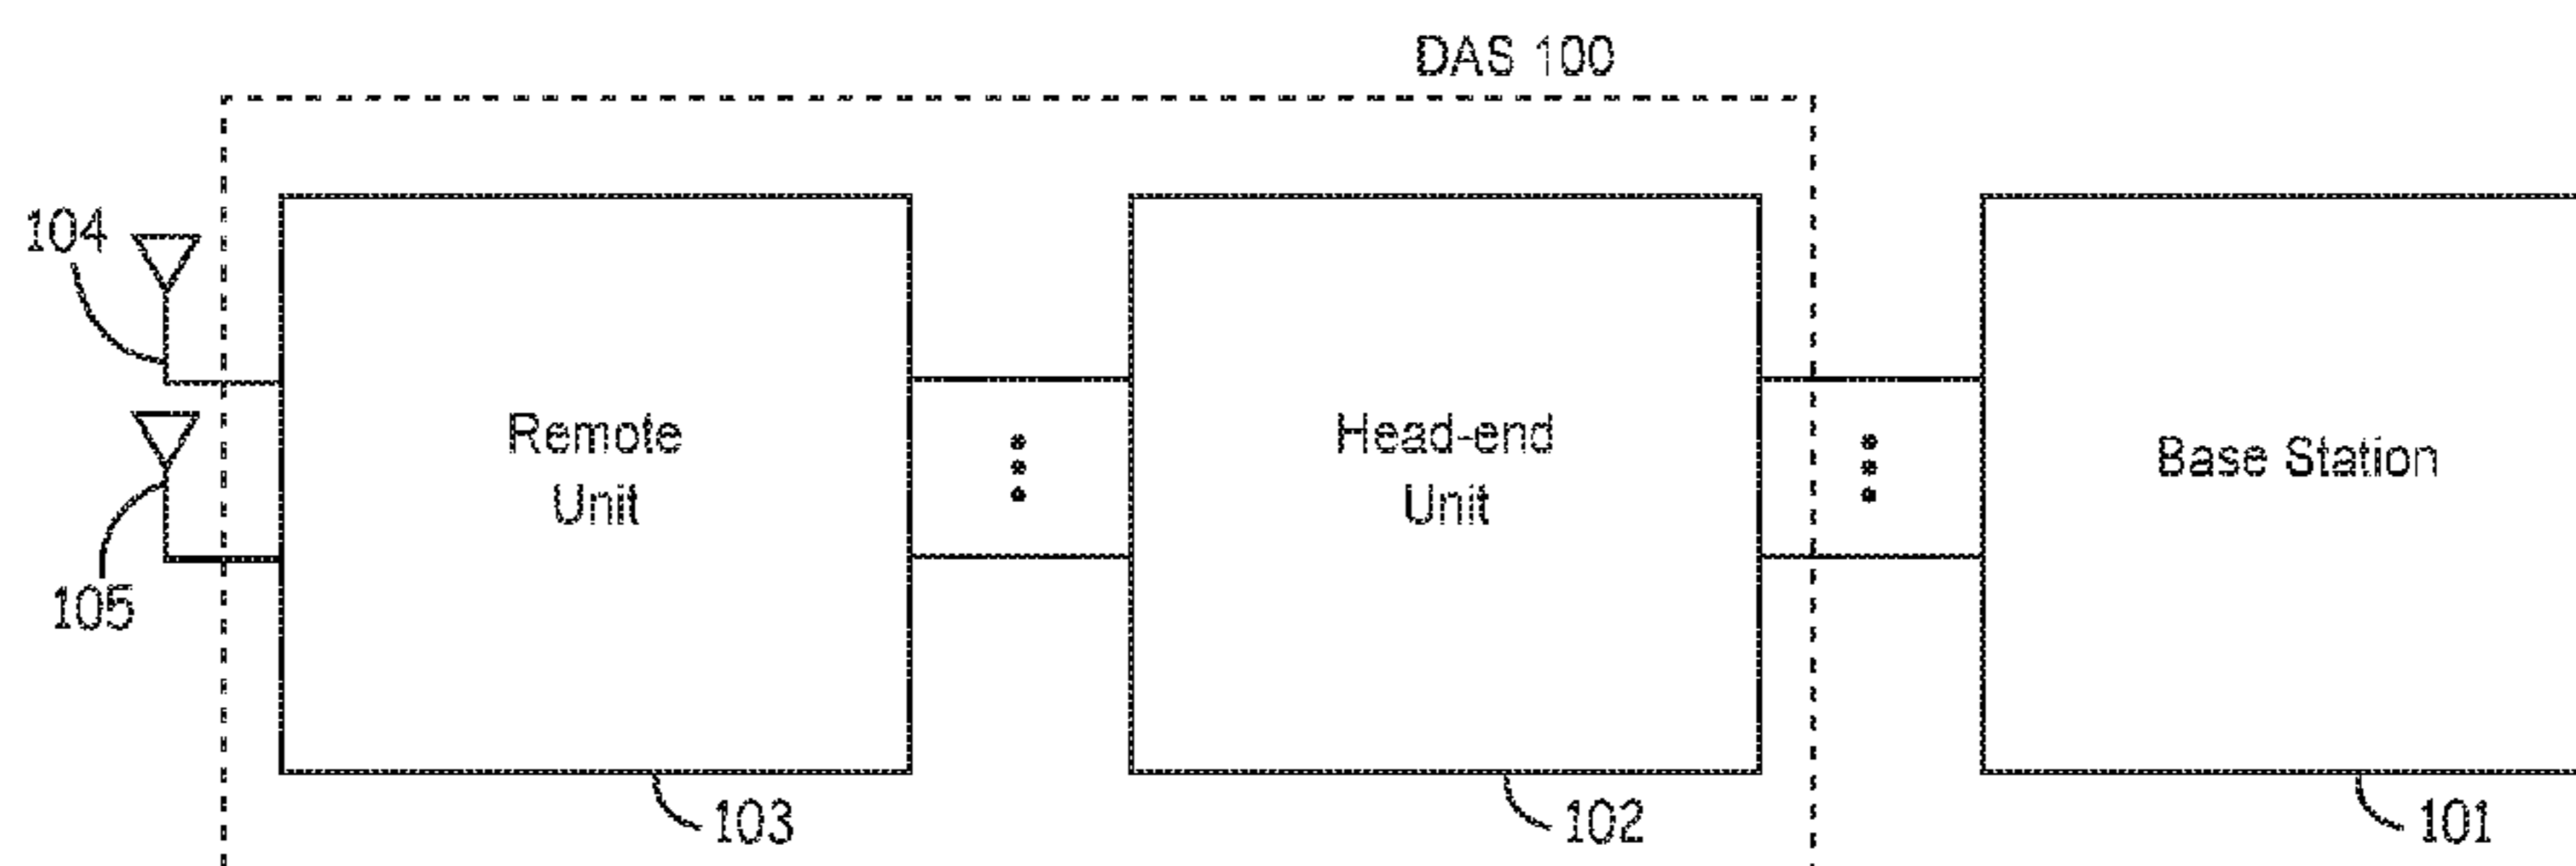 DAS 100
104
105
Remote
Unit
Head-end
Unit
Base Station
103
102
101